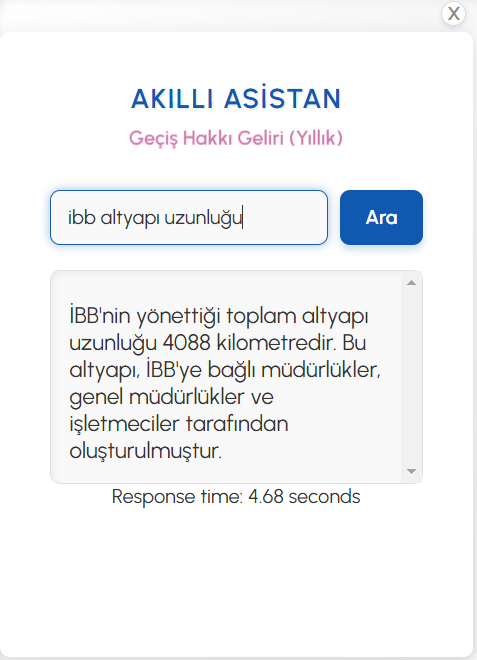 X
AKILLI ASİSTAN
Geçiş Hakkı Geliri (Yıllık)
ibb altyapı uzunluğu
Ara
İBB'nin yönettiği toplam altyapı
uzunluğu 4088 kilometredir. Bu
altyapı, İBB'ye bağlı müdürlükler,
genel müdürlükler ve
işletmeciler tarafından
oluşturulmuştur.
Response time: 4.68 seconds